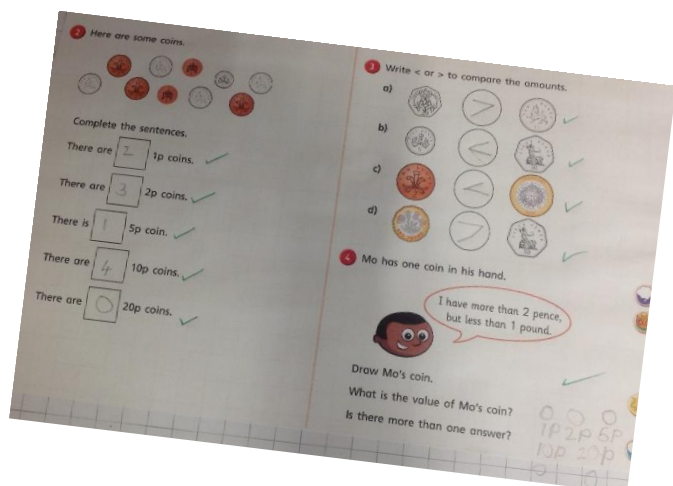 2 Here are some coins.
Complete the sentences.
There are 2 1p coins.
There are 3 2p coins.
There is 1 5p coin.
There are 4 10p coins.
There are 0 20p coins.
3 Write < or > to compare the amounts.
a) >
b) <
c) <
d) >
4 Mo has one coin in his hand.
I have more than 2 pence,
but less than 1 pound.
Draw Mo's coin.
What is the value of Mo's coin?
Is there more than one answer?
1p 2p 5p
10p 20p